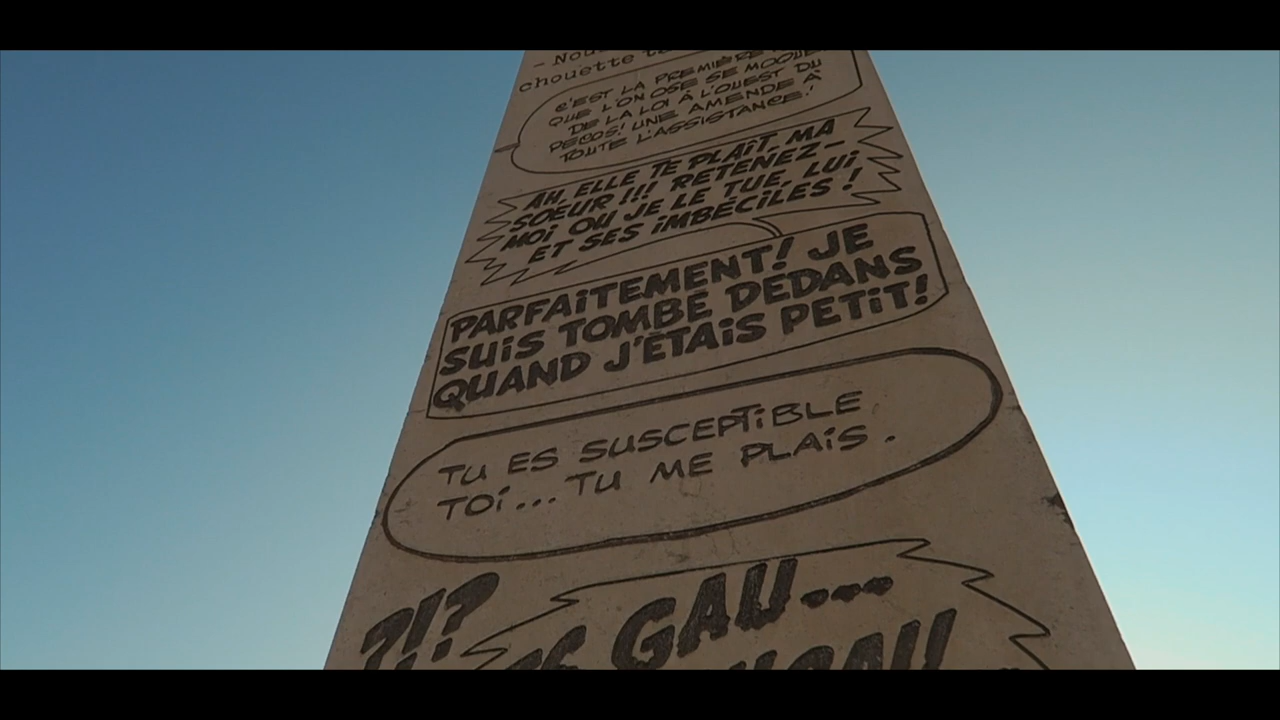 - Nou
chouette t
C'EST LA PREMIÈRE
QUE L'ON OSE SE MOQUE
DE LA LOI À L'OUEST DU
PECOS! UNE AMENDE À
TOUTE L'ASSISTANCE!
AH, ELLE TE PLAÎT, MA
SOEUR!!! RETENEZ-
MOI OU JE LE TUE, LUI
ET SES IMBÉCILES!
PARFAITEMENT! JE
SUIS TOMBÉ DEDANS
QUAND J'ÉTAIS PETIT!
TU ES SUSCEPTIBLE
TOI... TU ME PLAIS.
?!?
GAU...